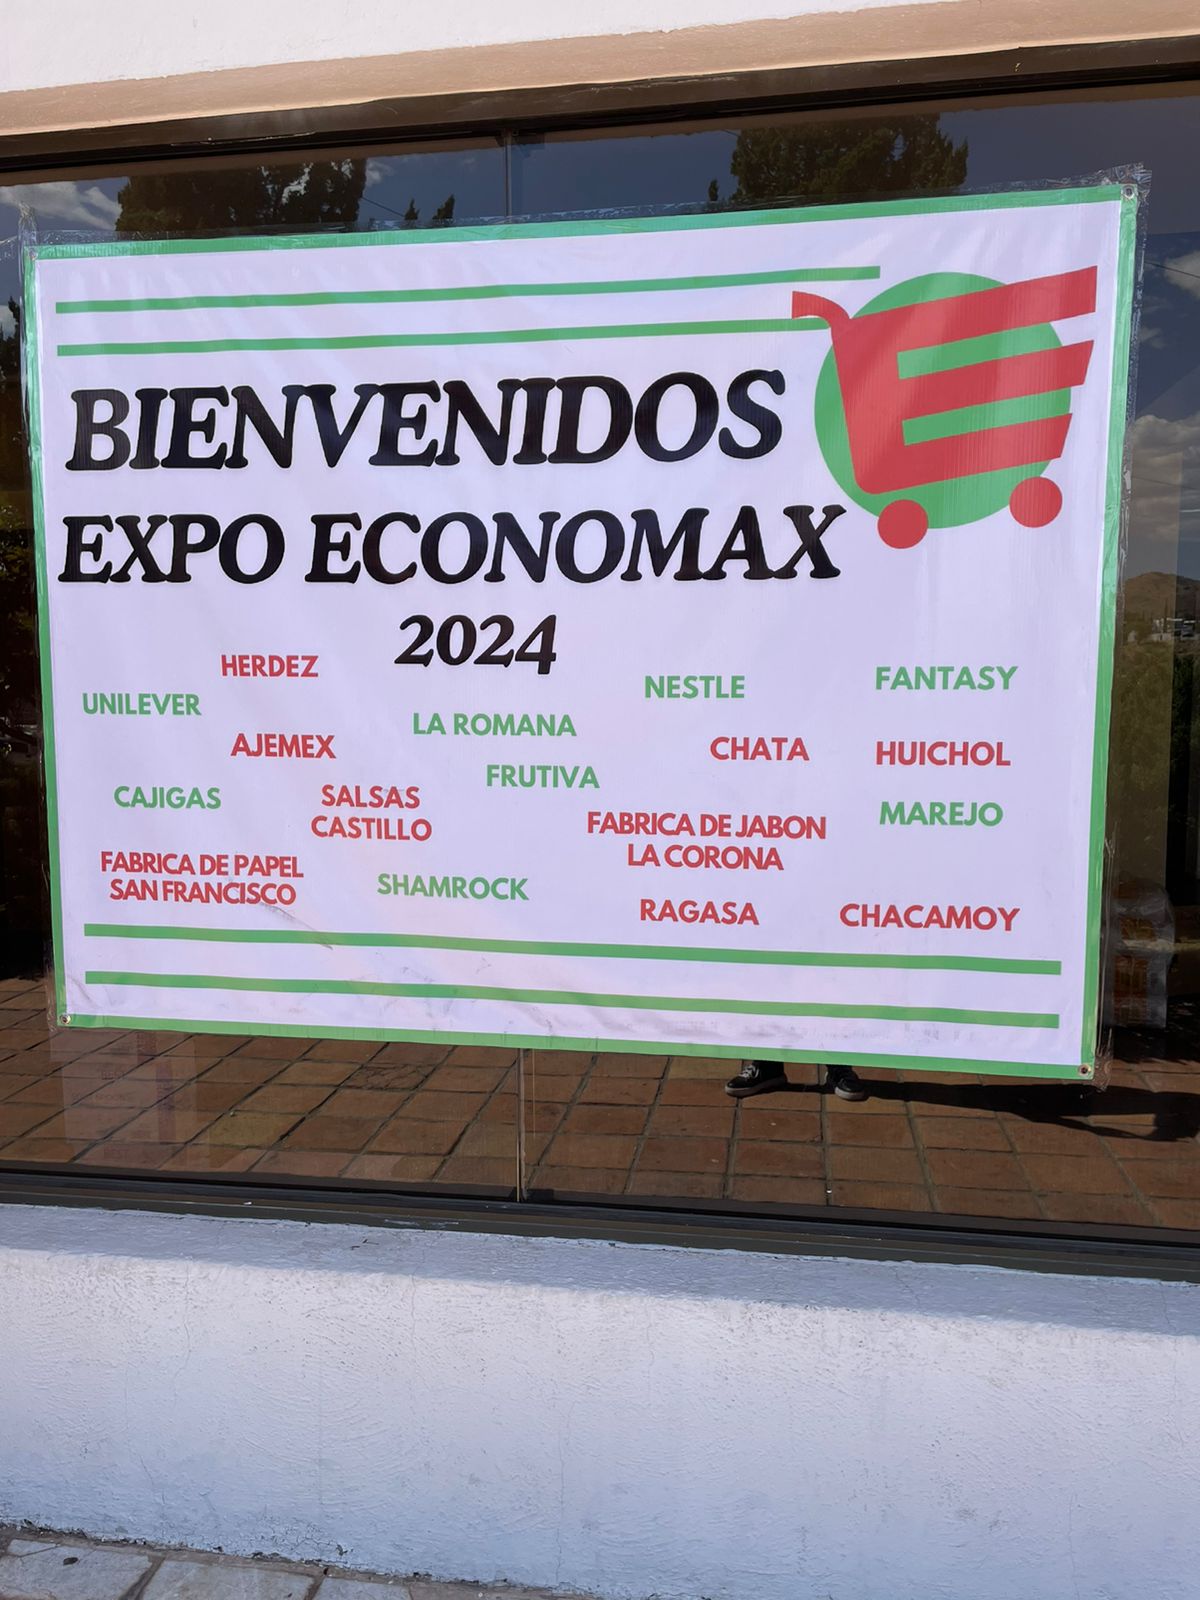 BIENVENIDOS
EXPO ECONOMAX
2024
HERDEZ
UNILEVER
NESTLE
FANTASY
LA ROMANA
AJEMEX
CHATA
HUICHOL
FRUTIVA
CAJIGAS
SALSAS
CASTILLO
FABRICA DE JABON
LA CORONA
MAREJO
FABRICA DE PAPEL
SAN FRANCISCO
SHAMROCK
RAGASA
CHACAMOY